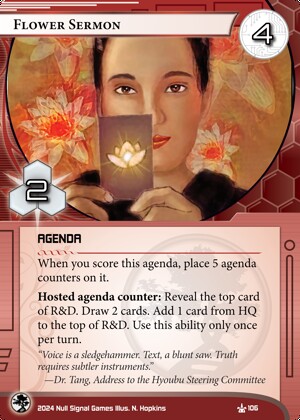 Flower Sermon
4
2
AGENDA
When you score this agenda, place 5 agenda
counters on it.
Hosted agenda counter: Reveal the top card
of R&D. Draw 2 cards. Add 1 card from HQ
to the top of R&D. Use this ability only once
per turn.
“Voice is a sledgehammer. Text, a blunt saw. Truth
requires subtler instruments.”
—Dr. Tang, Address to the Hyoubu Steering Committee
2024 Null Signal Games Illus. N. Hopkins
106